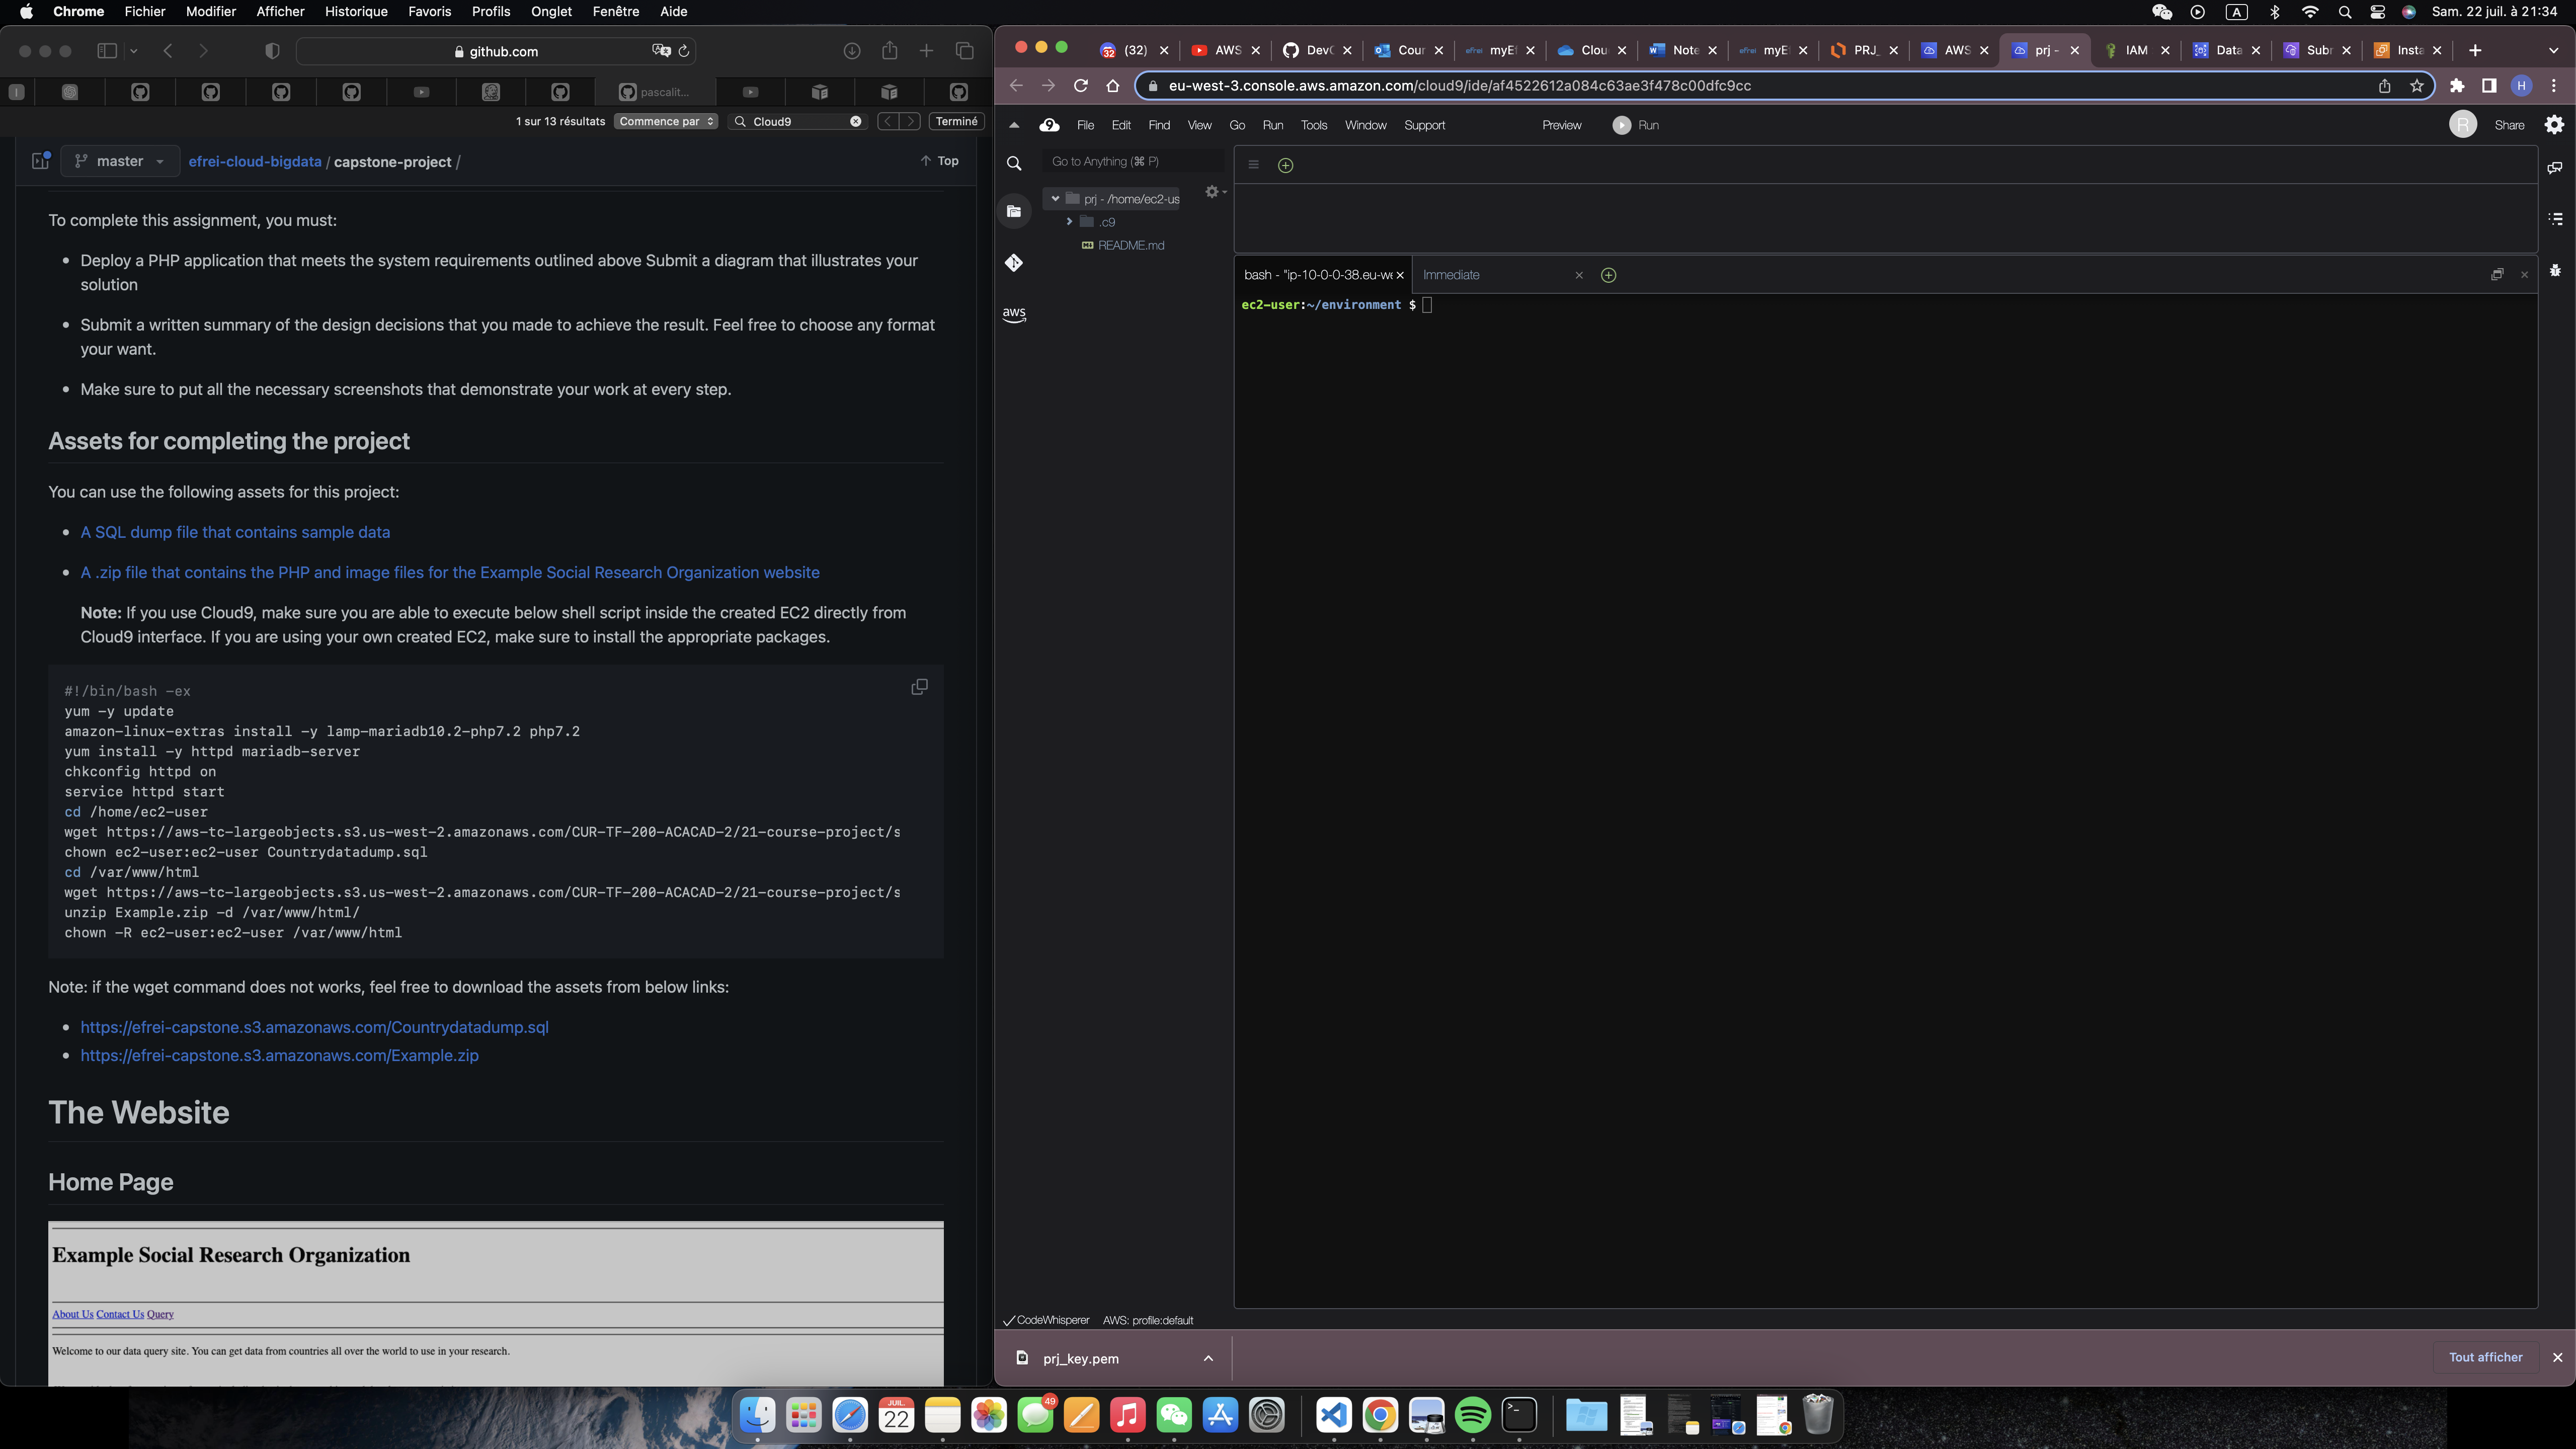 Chrome Fichier Modifier Afficher Historique Favoris Profils Onglet Fenêtre Aide
A Sam. 22 juil. à 21:34
github.com
pascalit...
1 sur 13 résultats Commence par Cloud9 Terminé
master efrei-cloud-bigdata / capstone-project / Top
To complete this assignment, you must:
Deploy a PHP application that meets the system requirements outlined above Submit a diagram that illustrates your
solution
Submit a written summary of the design decisions that you made to achieve the result. Feel free to choose any format
your want.
Make sure to put all the necessary screenshots that demonstrate your work at every step.
Assets for completing the project
You can use the following assets for this project:
A SQL dump file that contains sample data
A .zip file that contains the PHP and image files for the Example Social Research Organization website
Note: If you use Cloud9, make sure you are able to execute below shell script inside the created EC2 directly from
Cloud9 interface. If you are using your own created EC2, make sure to install the appropriate packages.
#!/bin/bash -ex
yum -y update
amazon-linux-extras install -y lamp-mariadb10.2-php7.2 php7.2
yum install -y httpd mariadb-server
chkconfig httpd on
service httpd start
cd /home/ec2-user
wget https://aws-tc-largeobjects.s3.us-west-2.amazonaws.com/CUR-TF-200-ACACAD-2/21-course-project/s
chown ec2-user:ec2-user Countrydatadump.sql
cd /var/www/html
wget https://aws-tc-largeobjects.s3.us-west-2.amazonaws.com/CUR-TF-200-ACACAD-2/21-course-project/s
unzip Example.zip -d /var/www/html/
chown -R ec2-user:ec2-user /var/www/html
Note: if the wget command does not works, feel free to download the assets from below links:
https://efrei-capstone.s3.amazonaws.com/Countrydatadump.sql
https://efrei-capstone.s3.amazonaws.com/Example.zip
The Website
Home Page
Example Social Research Organization
About Us Contact Us Query
Welcome to our data query site. You can get data from countries all over the world to use in your research.
32 (32) AWS DevO Cour efrei myEf Clou Note efrei myE PRJ_ AWS prj - IAM Data Subr Insta
eu-west-3.console.aws.amazon.com/cloud9/ide/af4522612a084c63ae3f478c00dfc9cc H
9 File Edit Find View Go Run Tools Window Support Preview Run R Share
Go to Anything (⌘ P)
prj - /home/ec2-us
.c9
README.md
aws
bash - "ip-10-0-0-38.eu-we Immediate
ec2-user:~/environment $
CodeWhisperer AWS: profile:default
prj_key.pem Tout afficher
JUIL. 22
49